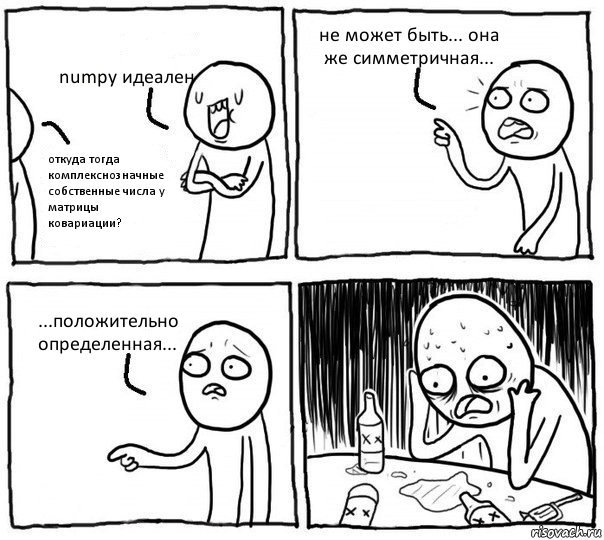 numpy идеален
откуда тогда
комплекснозначные
собственные числа у
матрицы
ковариации?
не может быть... она
же симметричная...
...положительно
определенная...
x x
x x
x x
risovach.ru